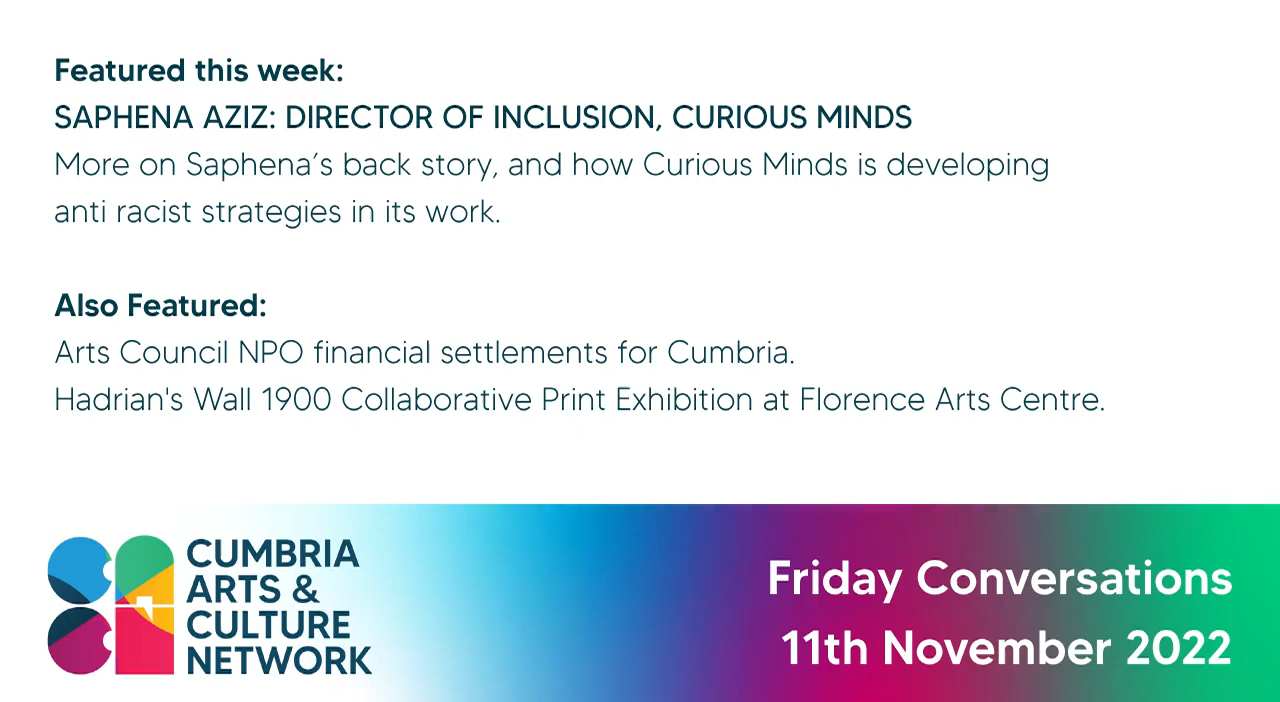 Featured this week:
SAPHENA AZIZ: DIRECTOR OF INCLUSION, CURIOUS MINDS
More on Saphena’s back story, and how Curious Minds is developing
anti racist strategies in its work.
Also Featured:
Arts Council NPO financial settlements for Cumbria.
Hadrian's Wall 1900 Collaborative Print Exhibition at Florence Arts Centre.
CUMBRIA
ARTS &
CULTURE
NETWORK
Friday Conversations
11th November 2022